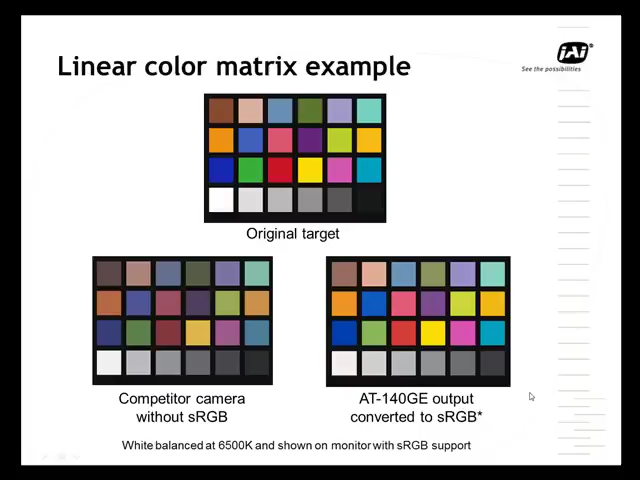 Linear color matrix example
JAI
See the possibilities
Original target
Competitor camera
without sRGB
AT-140GE output
converted to sRGB*
White balanced at 6500K and shown on monitor with sRGB support